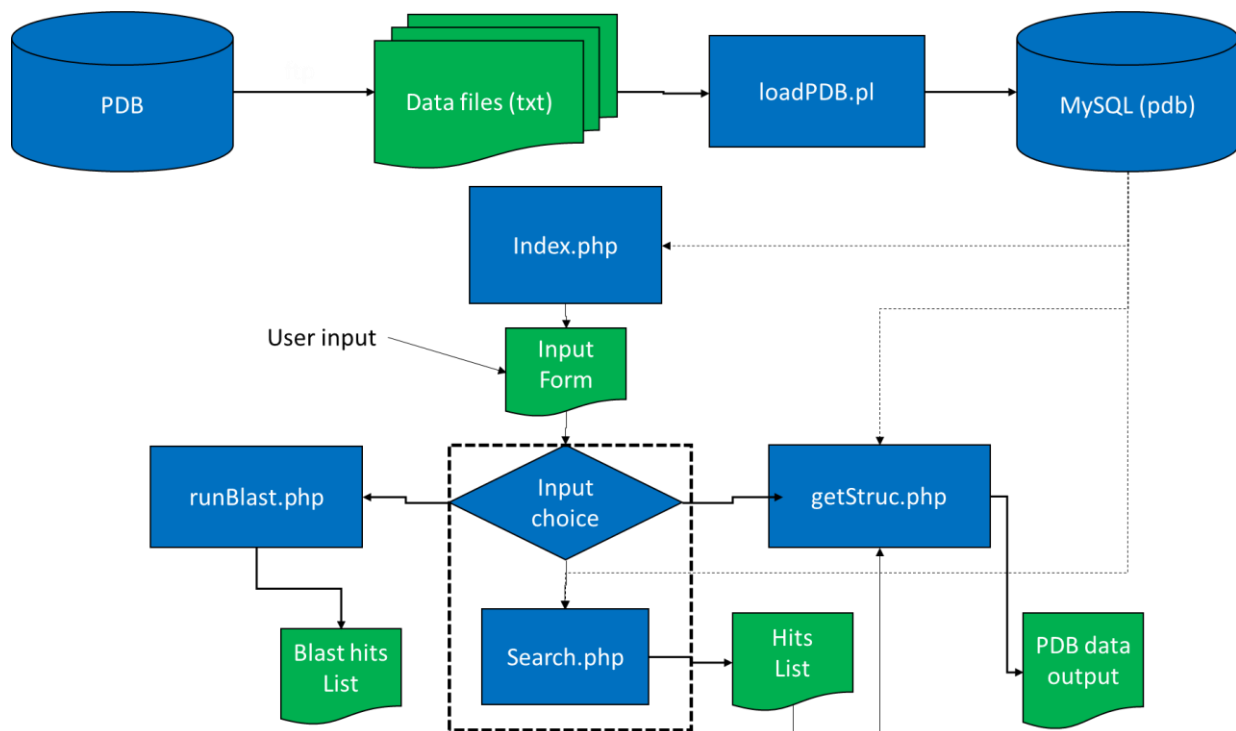 PDB
Data files (txt)
loadPDB.pl
MySQL (pdb)
Index.php
User input
Input
Form
runBlast.php
Input
choice
getStruc.php
Blast hits
List
Search.php
Hits
List
PDB data
output